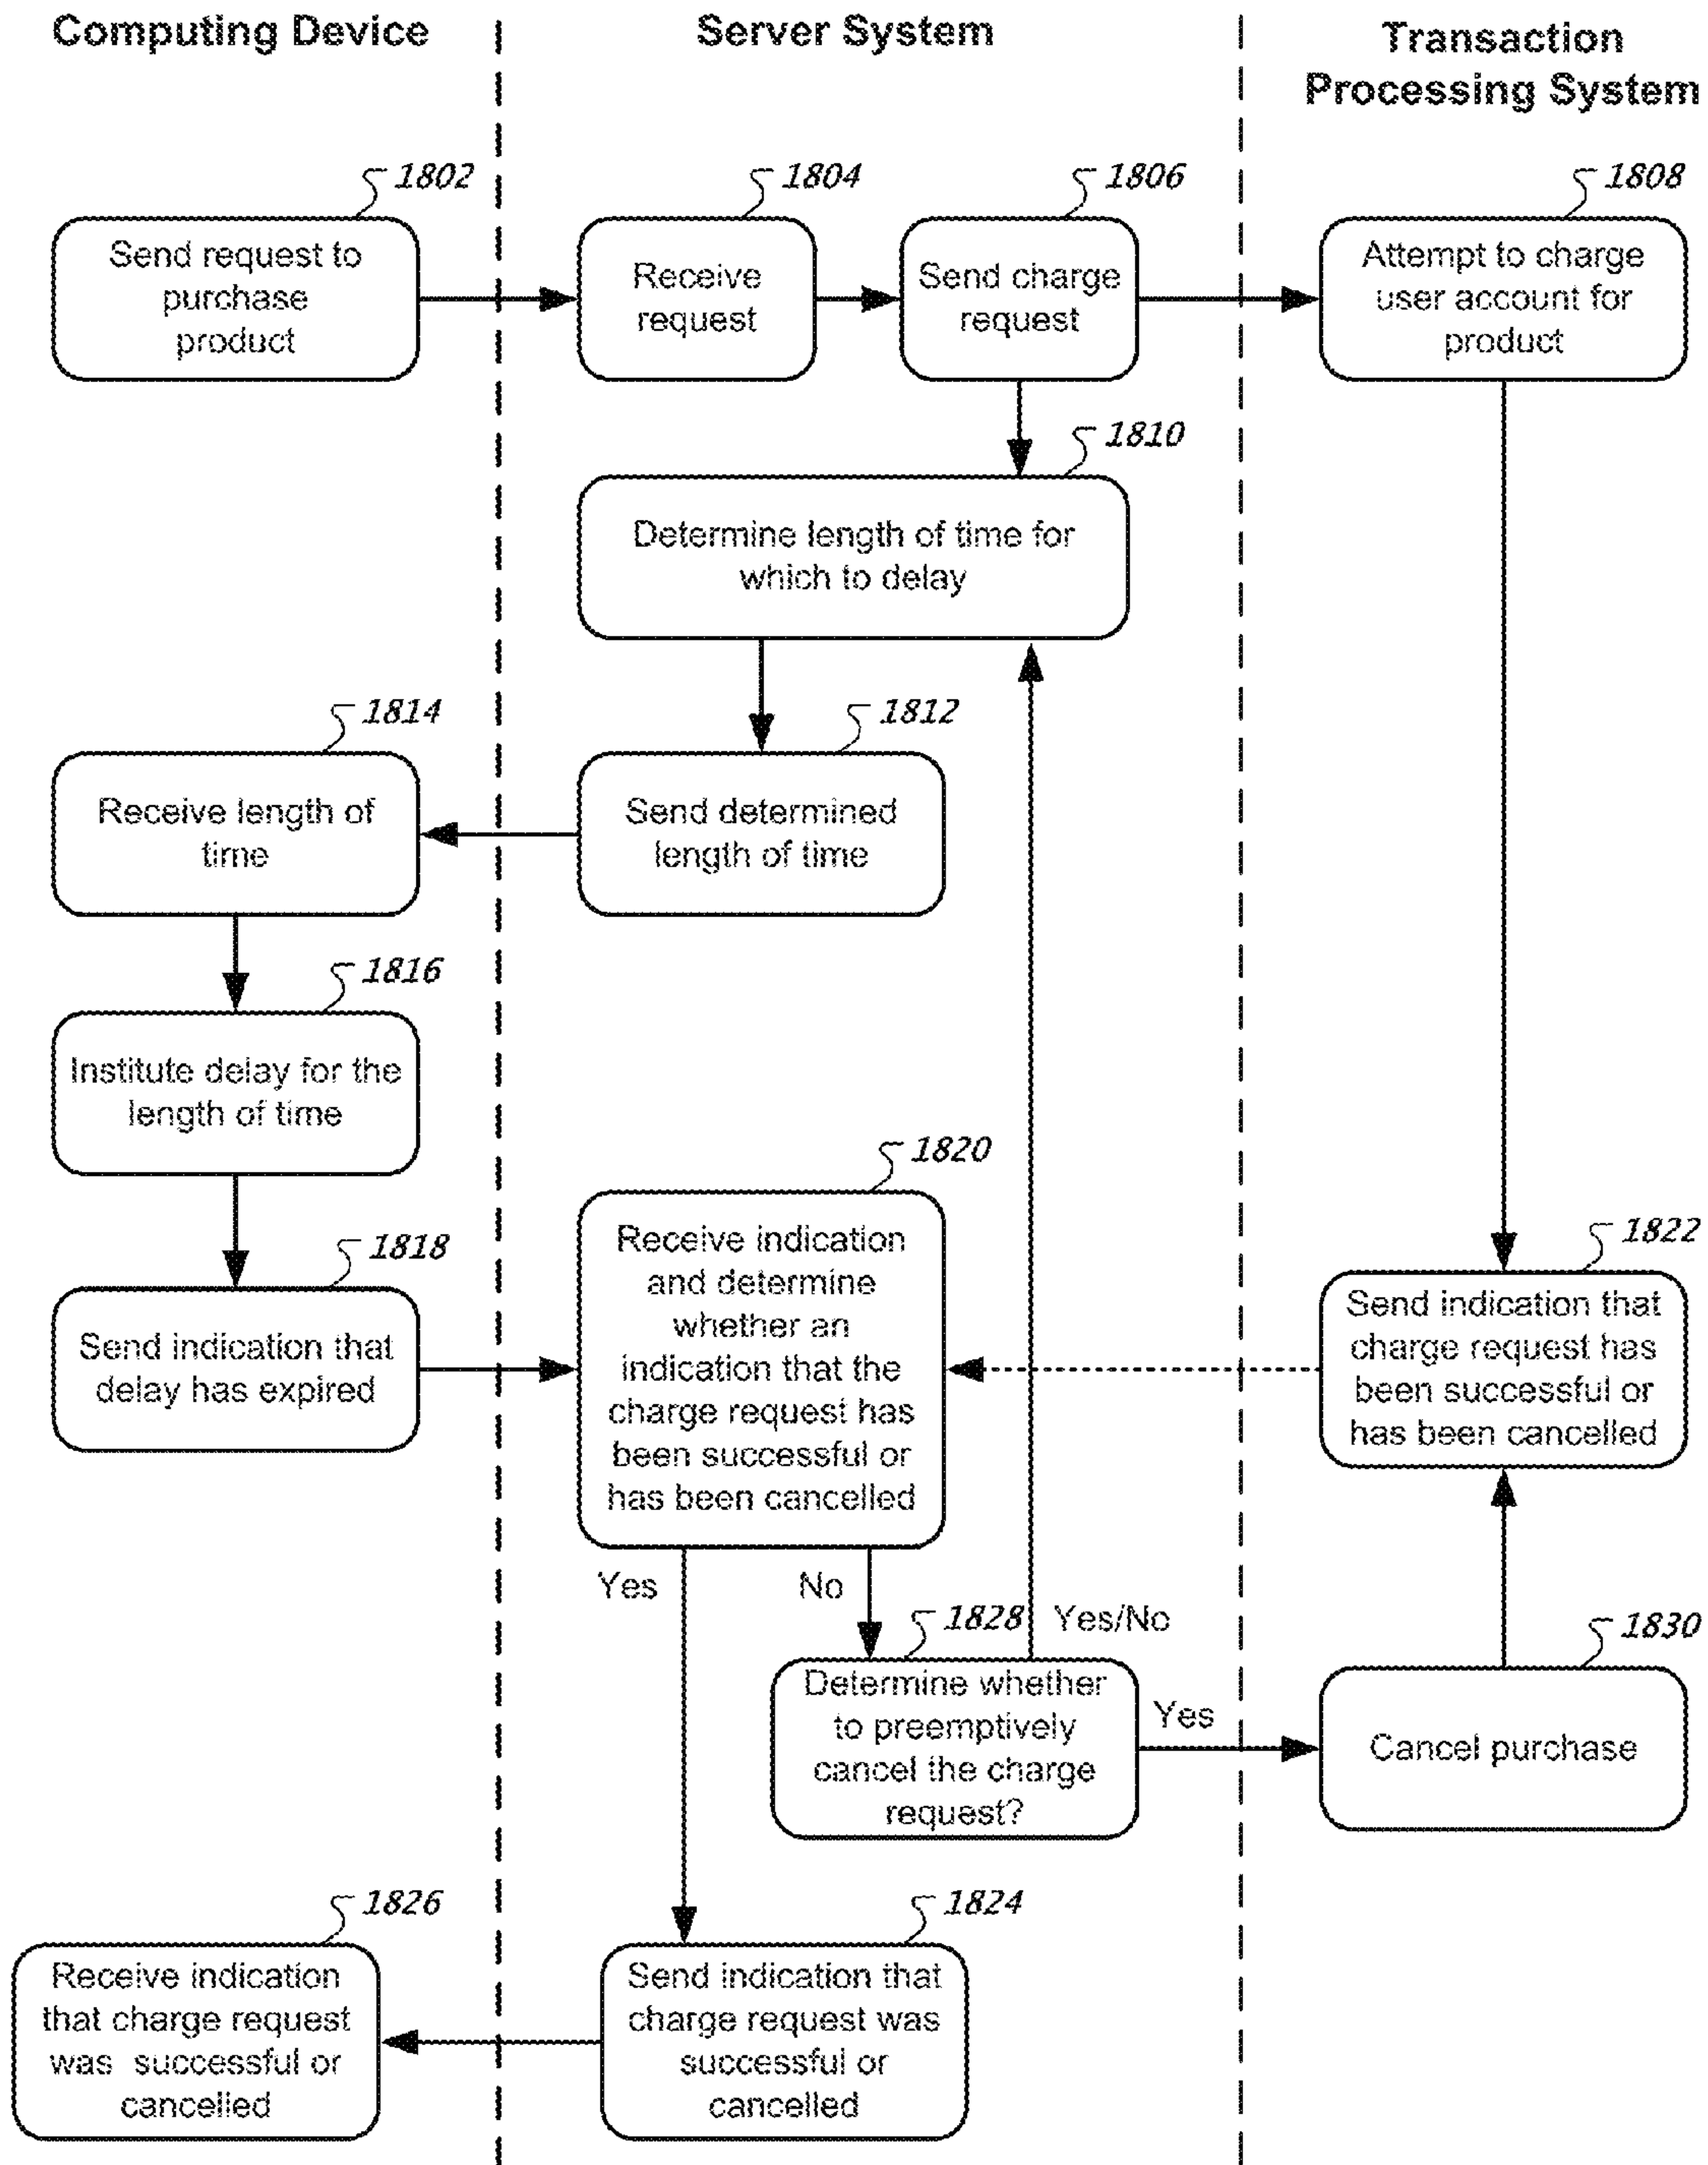 Computing Device
Server System
Transaction
Processing System
1802
Send request to
purchase
product
1804
Receive
request
1806
Send charge
request
1808
Attempt to charge
user account for
product
1810
Determine length of time for
which to delay
1812
Send determined
length of time
1814
Receive length of
time
1816
Institute delay for the
length of time
1818
Send indication that
delay has expired
1820
Receive indication
and determine
whether an
indication that the
charge request has
been successful or
has been cancelled
1822
Send indication that
charge request has
been successful or
has been cancelled
Yes
No
1828
Yes/No
Determine whether
to preemptively
cancel the charge
request?
Yes
1830
Cancel purchase
1824
Send indication that
charge request was
successful or
cancelled
1826
Receive indication
that charge request
was successful or
cancelled